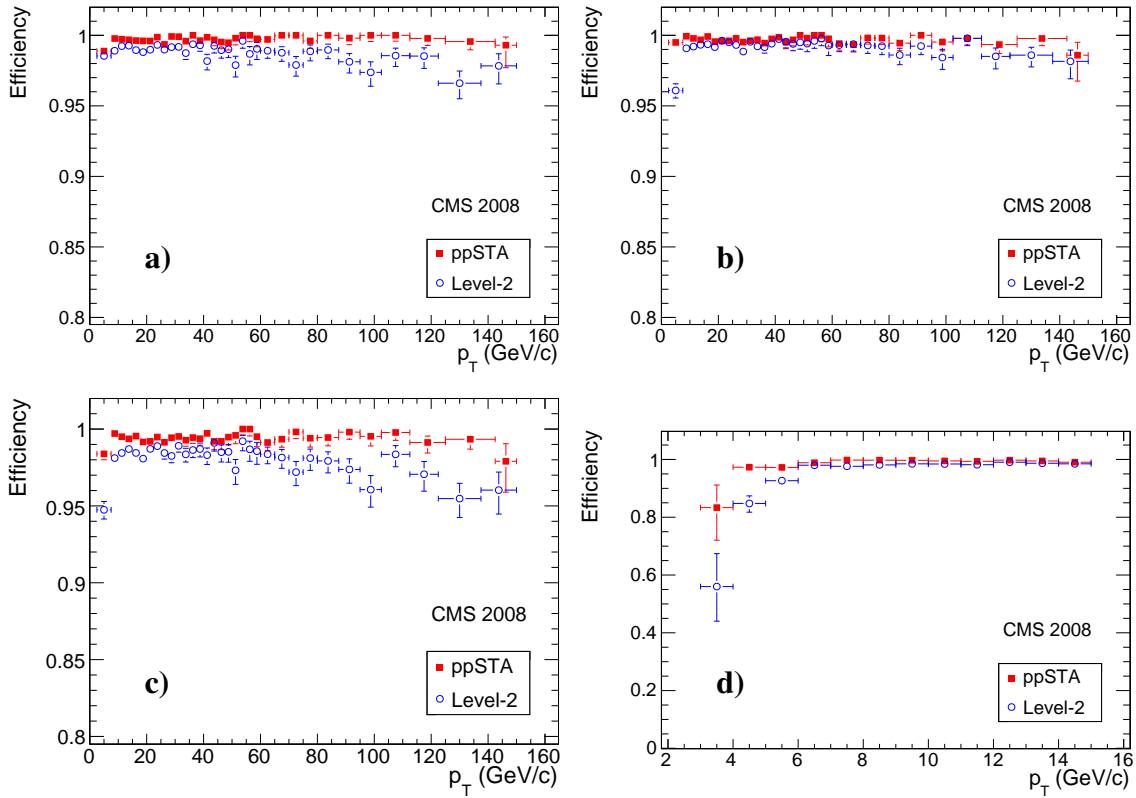 Efficiency
1
0.95
0.9
0.85
0.8
CMS 2008
a)
ppSTA
Level-2
0 20 40 60 80 100 120 140 160
p_T (GeV/c)
Efficiency
1
0.95
0.9
0.85
0.8
CMS 2008
b)
ppSTA
Level-2
0 20 40 60 80 100 120 140 160
p_T (GeV/c)
Efficiency
1
0.95
0.9
0.85
0.8
CMS 2008
c)
ppSTA
Level-2
0 20 40 60 80 100 120 140 160
p_T (GeV/c)
Efficiency
1
0.8
0.6
0.4
0.2
0
CMS 2008
d)
ppSTA
Level-2
2 4 6 8 10 12 14 16
p_T (GeV/c)